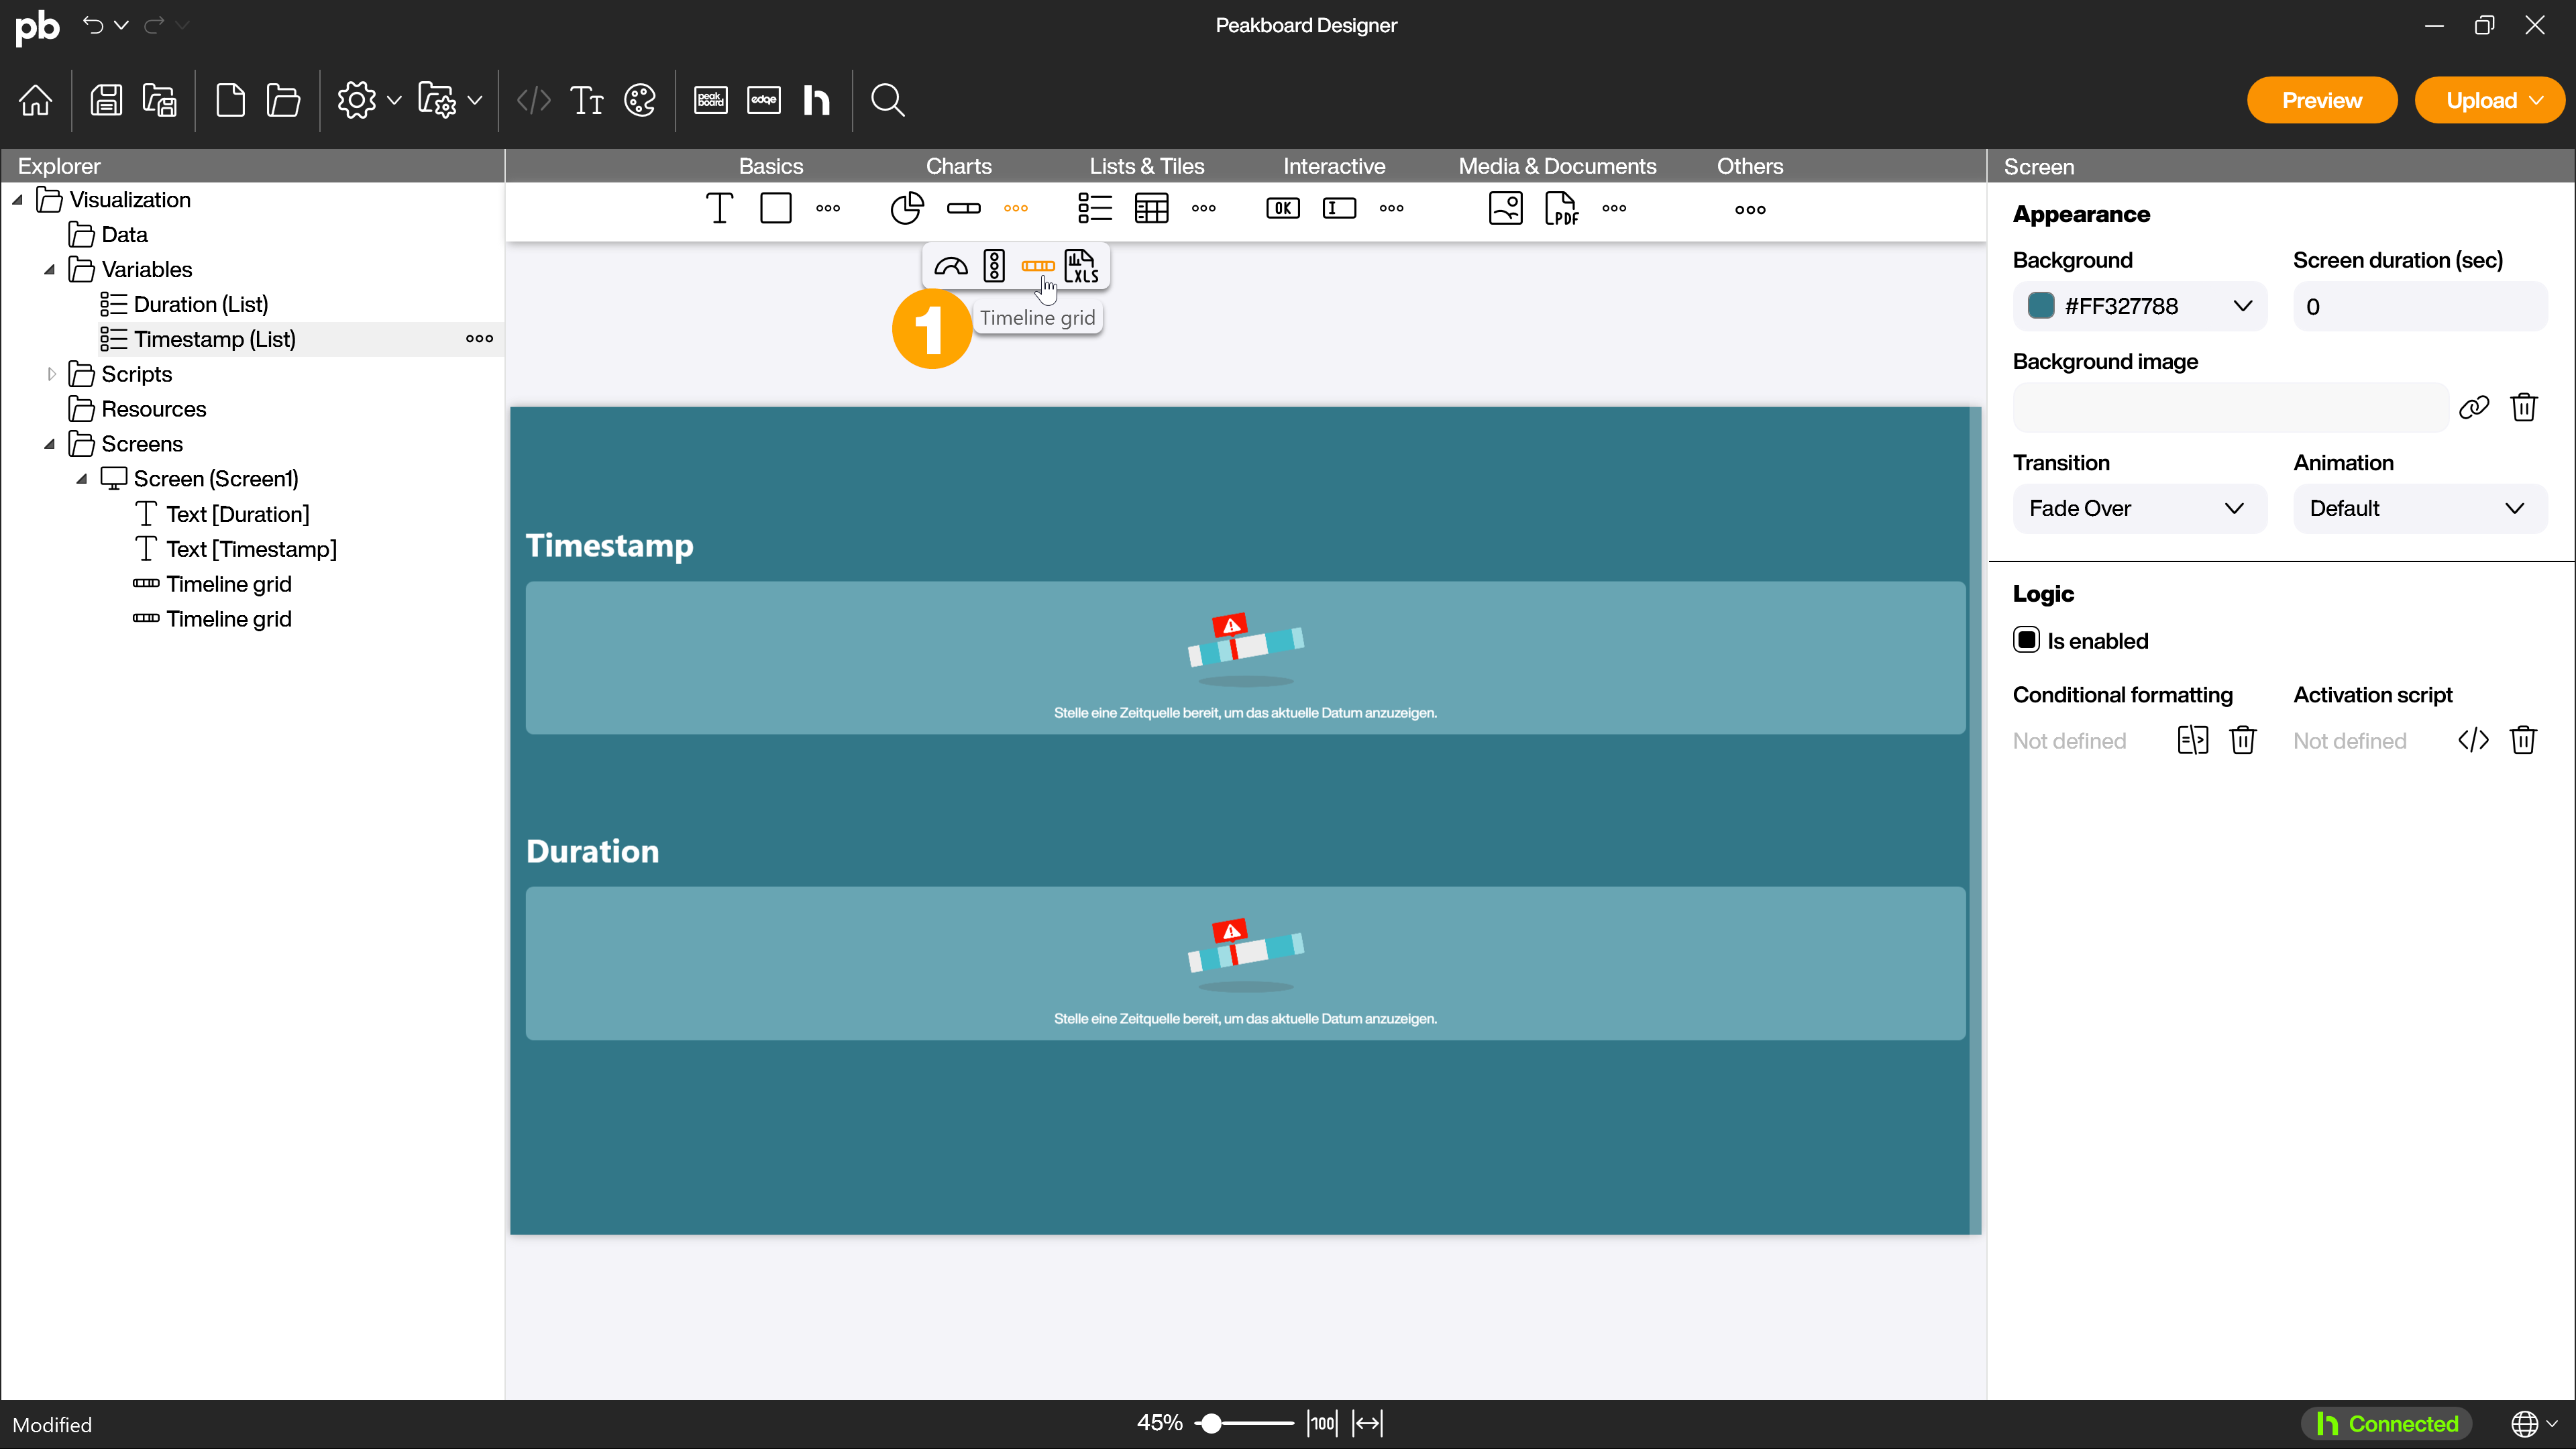 pb
Peakboard Designer
peak
board
edge
Preview
Upload
Explorer
Basics
Charts
Lists & Tiles
Interactive
Media & Documents
Others
Screen
Visualization
Data
Variables
Duration (List)
Timestamp (List)
Scripts
Resources
Screens
Screen (Screen1)
Text [Duration]
Text [Timestamp]
Timeline grid
Timeline grid
OK
PDF
XLS
1
Timeline grid
Timestamp
Stelle eine Zeitquelle bereit, um das aktuelle Datum anzuzeigen.
Duration
Stelle eine Zeitquelle bereit, um das aktuelle Datum anzuzeigen.
Appearance
Background
Screen duration (sec)
#FF327788
0
Background image
Transition
Animation
Fade Over
Default
Logic
Is enabled
Conditional formatting
Activation script
Not defined
Not defined
Modified
45%
100
Connected